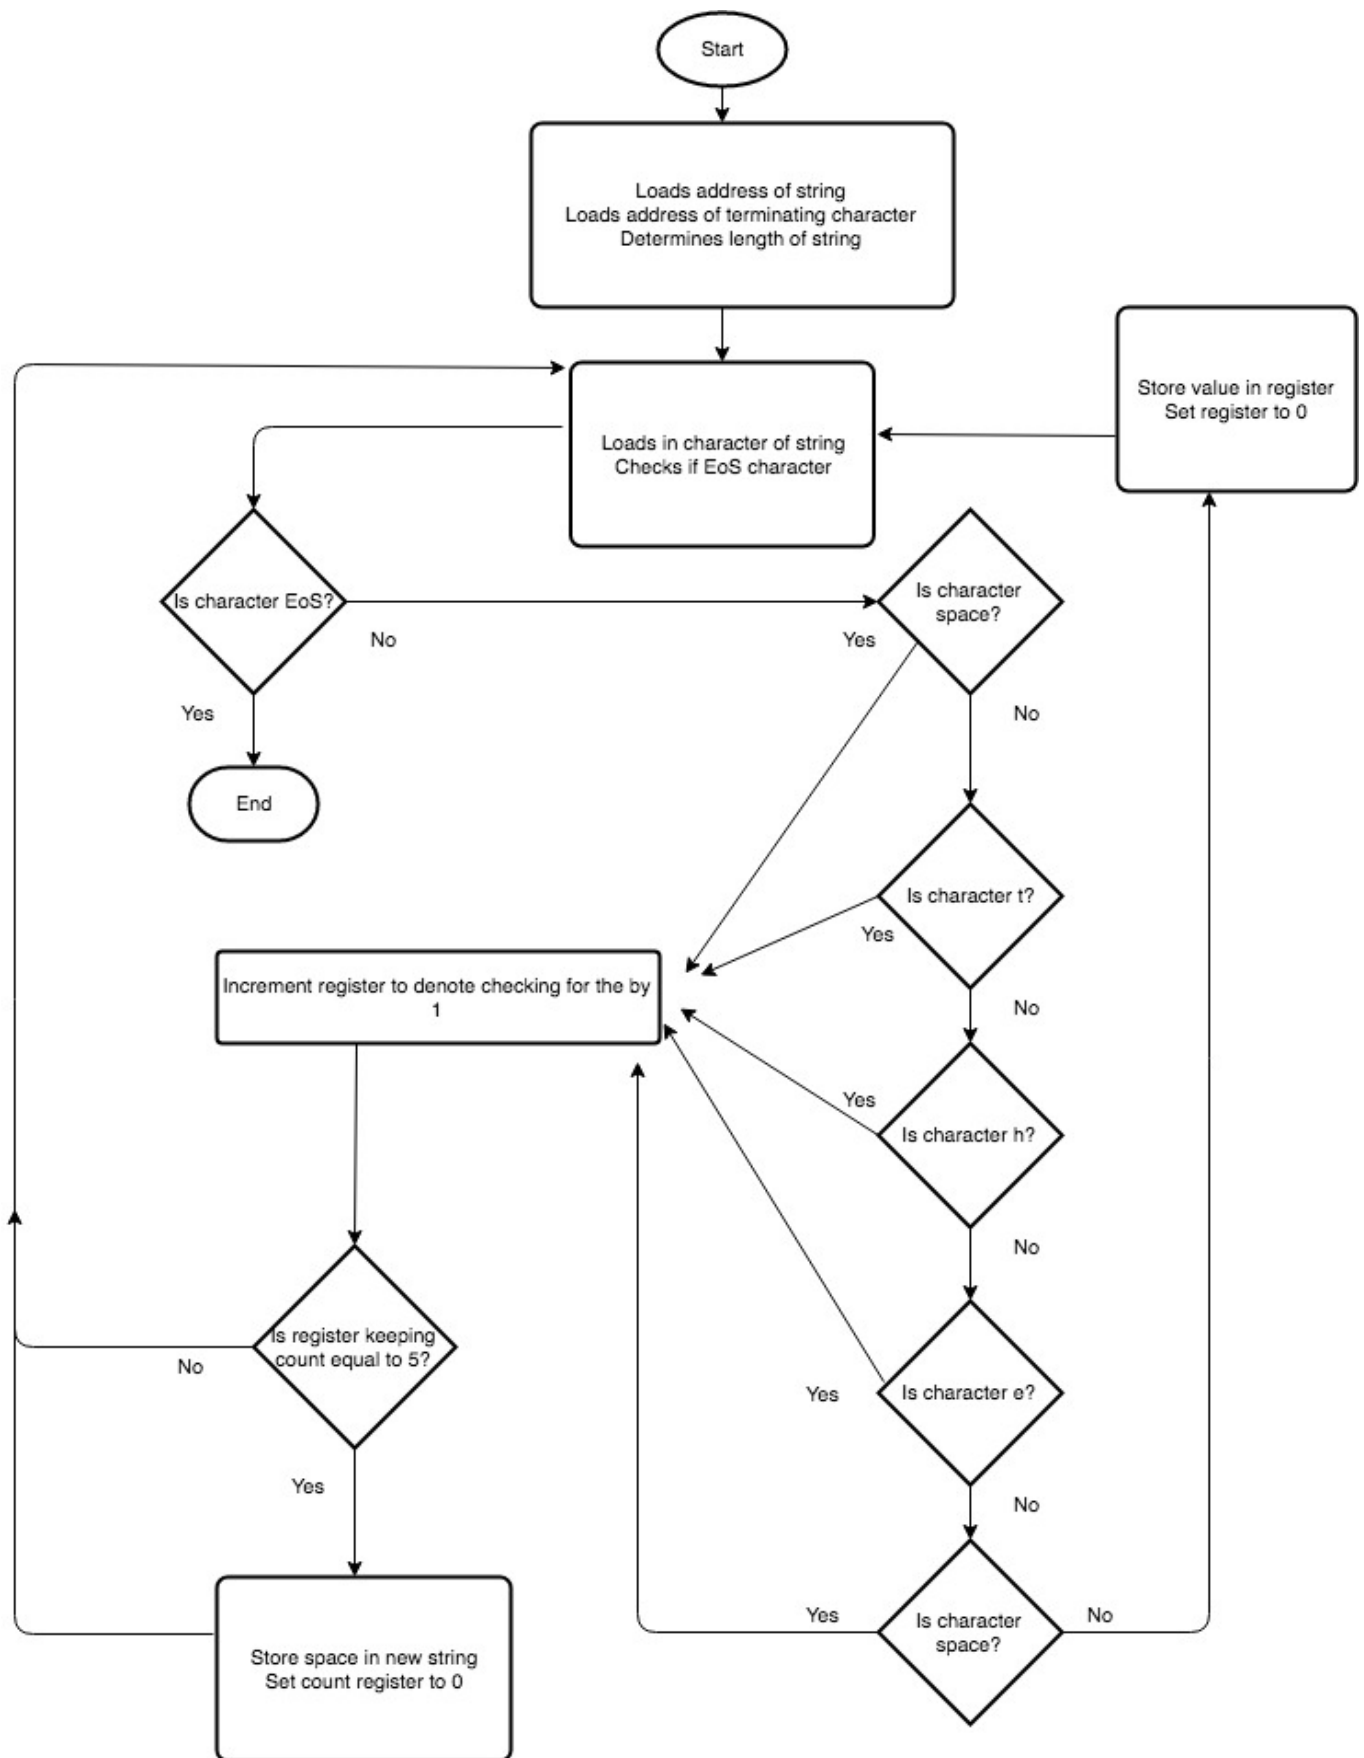 Start
Loads address of string
Loads address of terminating character
Determines length of string
Store value in register
Set register to 0
Loads in character of string
Checks if EoS character
Is character EoS?
No
Yes
End
Is character
space?
Yes
No
Is character t?
Yes
No
Increment register to denote checking for the by
1
Is character h?
Yes
No
Is register keeping
count equal to 5?
No
Yes
Is character e?
Yes
No
Is character
space?
Yes
No
Store space in new string
Set count register to 0